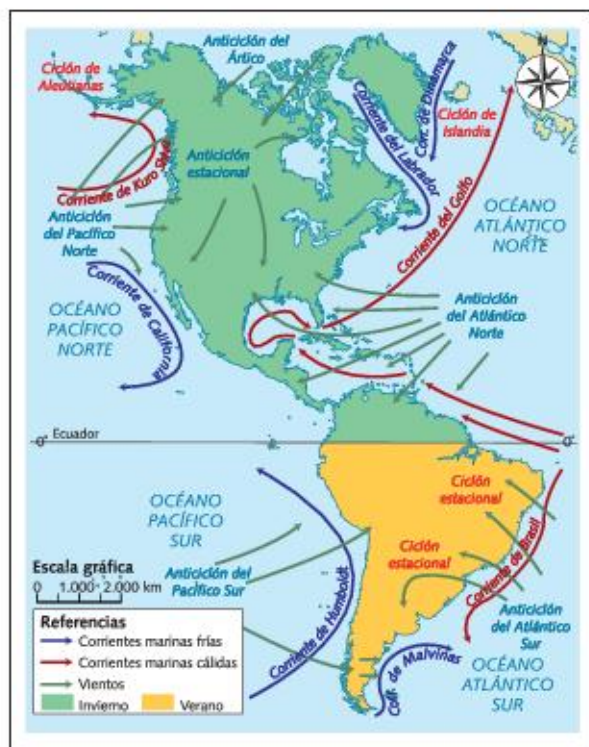 Anticiclón del
Ártico
N
Ciclón de
Aleutianas
Corr. de Dinamarca
Ciclón de
Islandia
Corriente del Labrador
Anticiclón
estacional
Corriente de Kuro Shivo
Anticiclón
del Pacífico
Norte
Corriente del Golfo
OCÉANO
ATLÁNTICO
NORTE
Corriente de California
OCÉANO
PACÍFICO
NORTE
Anticiclón
del Atlántico
Norte
0° Ecuador
0°
Ciclón
estacional
OCÉANO
PACÍFICO
SUR
Ciclón
estacional
Corriente de Brasil
Anticiclón del
Pacífico Sur
Corriente de Humboldt
Anticiclón
del Atlántico
Sur
Corr. de Malvinas
OCÉANO
ATLÁNTICO
SUR
Escala gráfica
0 1.000 2.000 km
Referencias
Corrientes marinas frías
Corrientes marinas cálidas
Vientos
Invierno Verano